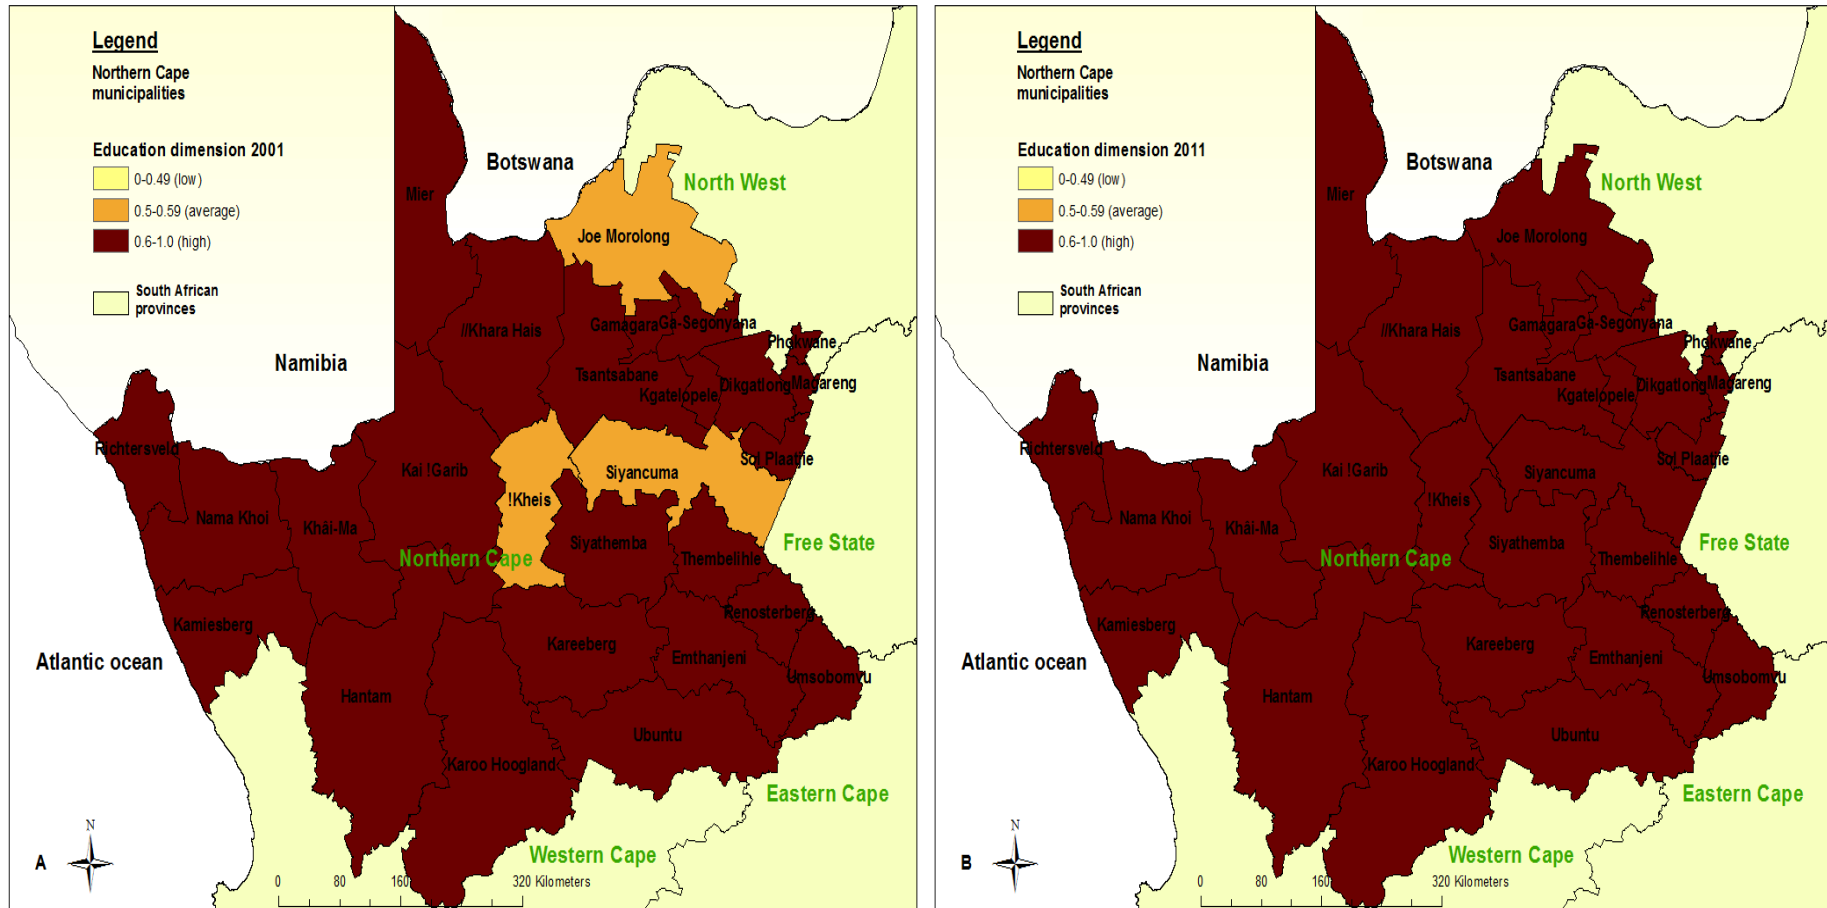 Legend
Northern Cape
municipalities
Education dimension 2001
0-0.49 (low)
0.5-0.59 (average)
0.6-1.0 (high)
South African
provinces
Botswana
North West
Mier
Joe Morolong
//Khara Hais
Gamagara
Ga-Segonyana
Phokwane
Namibia
Tsantsabane
Kgatelopele
Dikgatlong
Magareng
Richtersveld
Kai !Garib
Siyancuma
Sol Plaatjie
!Kheis
Nama Khoi
Khâi-Ma
Siyathemba
Free State
Northern Cape
Thembelihle
Renosterberg
Kamiesberg
Kareeberg
Emthanjeni
Atlantic ocean
Umsobomvu
Hantam
Ubuntu
Karoo Hoogland
Eastern Cape
N
Western Cape
A
0 80 160 320 Kilometers
Legend
Northern Cape
municipalities
Education dimension 2011
0-0.49 (low)
0.5-0.59 (average)
0.6-1.0 (high)
South African
provinces
Botswana
North West
Mier
Joe Morolong
//Khara Hais
Gamagara
Ga-Segonyana
Phokwane
Namibia
Tsantsabane
Kgatelopele
Dikgatlong
Magareng
Richtersveld
Kai !Garib
Siyancuma
Sol Plaatjie
!Kheis
Nama Khoi
Khâi-Ma
Siyathemba
Free State
Northern Cape
Thembelihle
Renosterberg
Kamiesberg
Kareeberg
Emthanjeni
Atlantic ocean
Umsobomvu
Hantam
Ubuntu
Karoo Hoogland
Eastern Cape
N
Western Cape
B
0 80 160 320 Kilometers